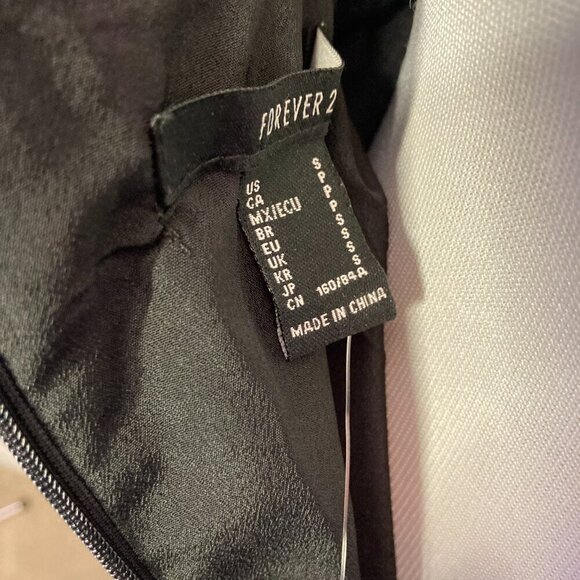 FOREVER 2
US S
CA P
MX/ECU P
BR P
EU S
UK S
KR S
JP S
CN 160/84A
MADE IN CHINA